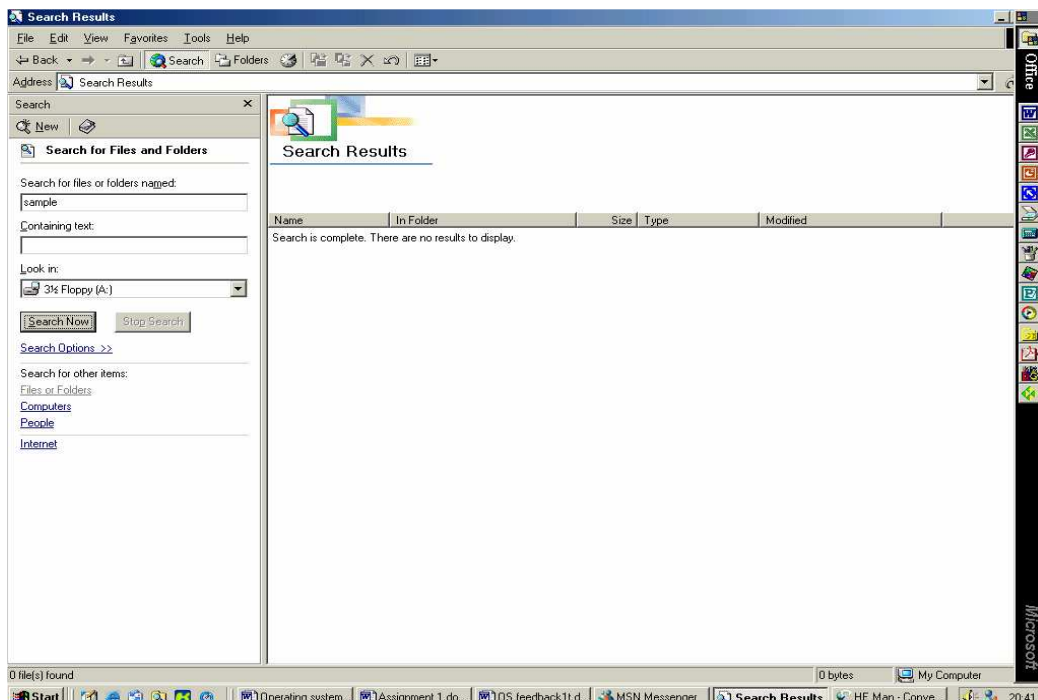 Search Results
File Edit View Favorites Tools Help
Back Search Folders
Address Search Results
Search
New
Search for Files and Folders
Search for files or folders named:
sample
Containing text:
Look in:
3½ Floppy (A:)
Search Now Stop Search
Search Options >>
Search for other items:
Files or Folders
Computers
People
Internet
Search Results
Name In Folder Size Type Modified
Search is complete. There are no results to display.
Office
Microsoft
0 file(s) found 0 bytes My Computer
Start Operating system Assignment 1.do OS feedback1t.d MSN Messenger Search Results HE Man - Conve 20:41